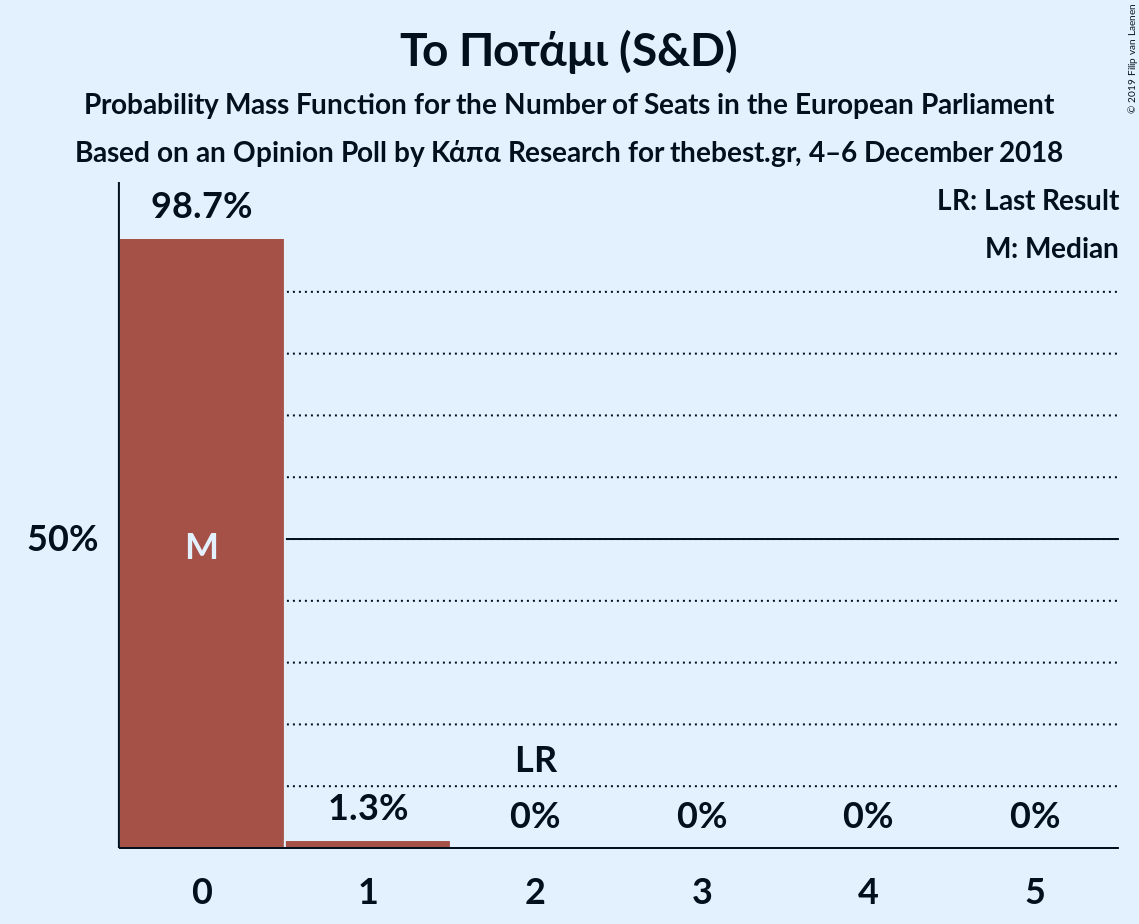 Το Ποτάμι (S&D)
Probability Mass Function for the Number of Seats in the European Parliament
Based on an Opinion Poll by Κάπα Research for thebest.gr, 4–6 December 2018
© 2019 Filip van Laenen
LR: Last Result
M: Median
98.7%
50%
M
LR
1.3%
0%
0%
0%
0%
0
1
2
3
4
5